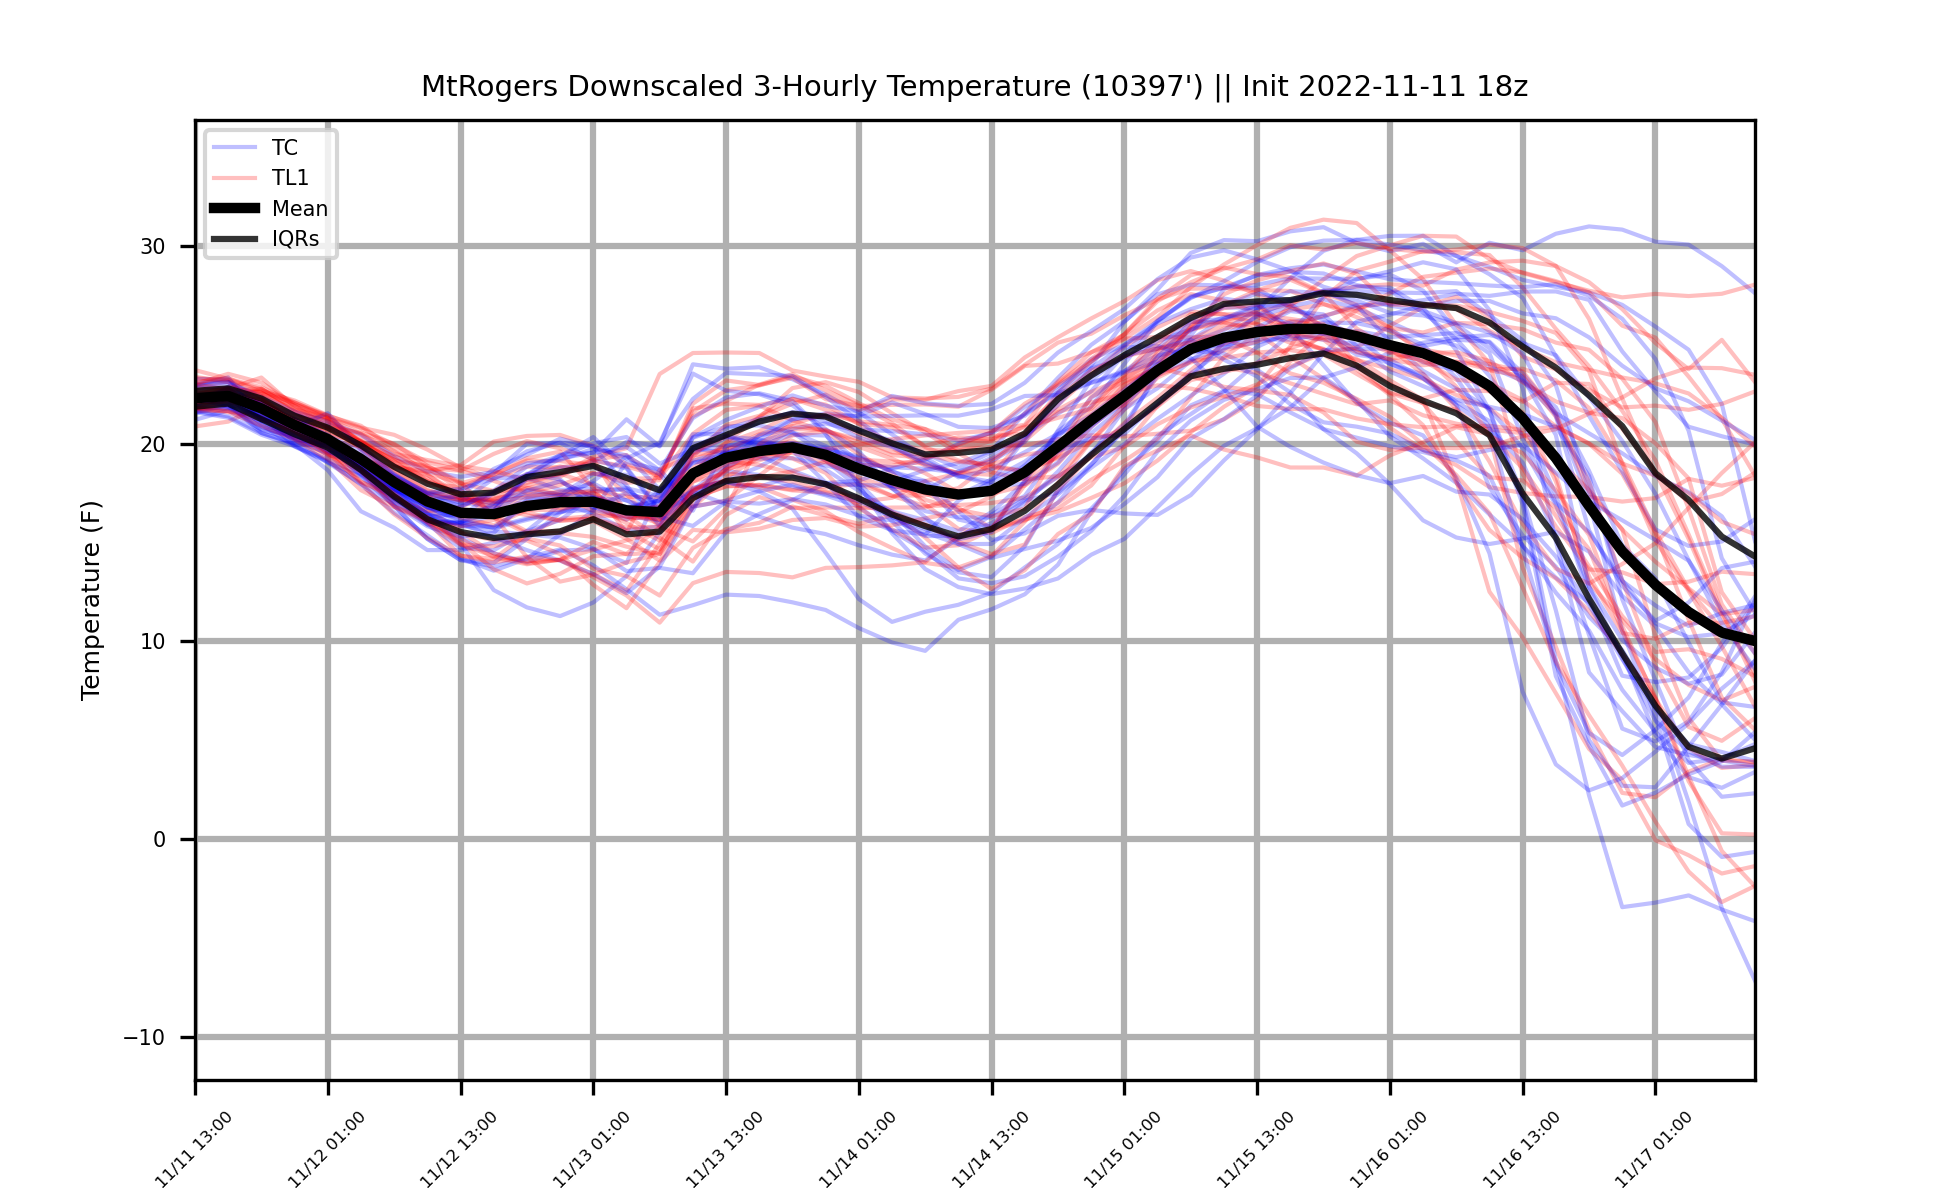 MtRogers Downscaled 3-Hourly Temperature (10397') || Init 2022-11-11 18z
TC
TL1
Mean
IQRs
Temperature (F)
30
20
10
0
−10
11/11 13:00
11/12 01:00
11/12 13:00
11/13 01:00
11/13 13:00
11/14 01:00
11/14 13:00
11/15 01:00
11/15 13:00
11/16 01:00
11/16 13:00
11/17 01:00